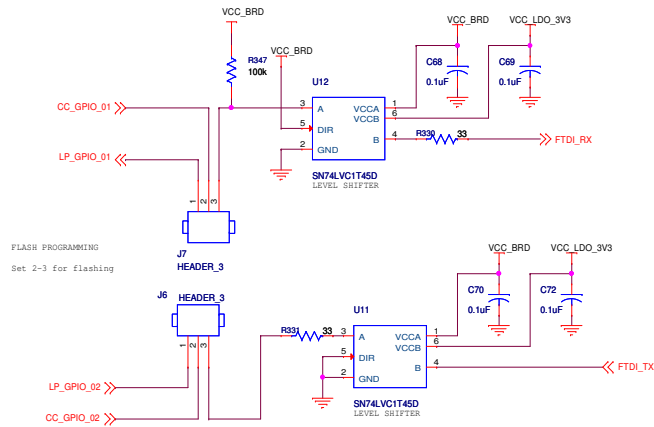 VCC_BRD
VCC_BRD
VCC_LDO_3V3
R347
100k
VCC_BRD
C68
0.1uF
C69
0.1uF
U12
CC_GPIO_01
3 A VCCA 1
VCCB 6
5 DIR
B 4 R330 33 FTDI_RX
2 GND
LP_GPIO_01
SN74LVC1T45D
LEVEL SHIFTER
1 2 3
J7
HEADER_3
FLASH PROGRAMMING
Set 2-3 for flashing
VCC_BRD
VCC_LDO_3V3
J6 HEADER_3
C70
0.1uF
C72
0.1uF
U11
R331 33 3 A VCCA 1
VCCB 6
1 2 3
5 DIR
B 4 FTDI_TX
2 GND
LP_GPIO_02
SN74LVC1T45D
LEVEL SHIFTER
CC_GPIO_02